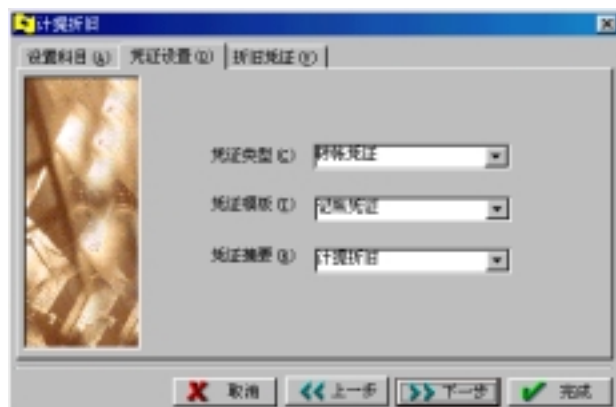 计提折旧
设置科目(A) 凭证设置(D) 折旧凭证(V)
凭证类型(C) 转帐凭证
凭证模版(T) 记账凭证
凭证摘要(R) 计提折旧
取消 上一步 下一步 完成